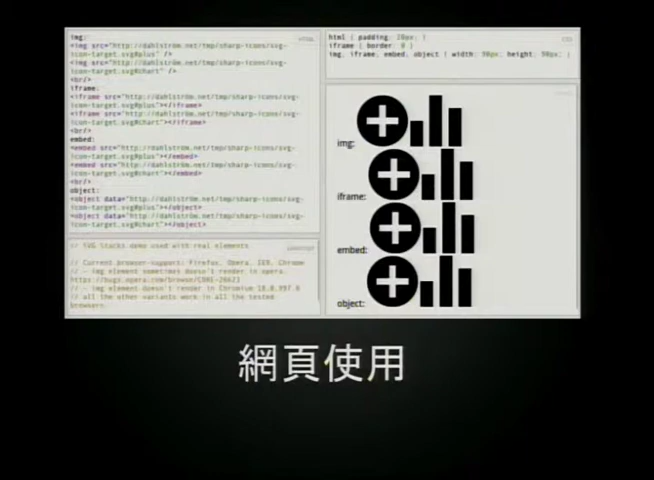 img:
<img src="http://dahlström.net/tmp/sharp-icons/svg-
icon-target.svg#plus" />
<img src="http://dahlström.net/tmp/sharp-icons/svg-
icon-target.svg#chart" />
<br/>
iframe:
<iframe src="http://dahlström.net/tmp/sharp-icons/svg-
icon-target.svg#plus"></iframe>
<iframe src="http://dahlström.net/tmp/sharp-icons/svg-
icon-target.svg#chart"></iframe>
<br/>
embed:
<embed src="http://dahlström.net/tmp/sharp-icons/svg-
icon-target.svg#plus"></embed>
<embed src="http://dahlström.net/tmp/sharp-icons/svg-
icon-target.svg#chart"></embed>
<br/>
object:
<object data="http://dahlström.net/tmp/sharp-icons/svg-
icon-target.svg#plus"></object>
<object data="http://dahlström.net/tmp/sharp-icons/svg-
icon-target.svg#chart"></object>
// SVG Stacks demo used with real elements
// Current browser-support: Firefox, Opera, IE9, Chrome
// - img element sometimes doesn't render in opera,
// - img element doesn't render in Chromium
// all the other variants work in all the tested
browsers.
html { padding: 20px; }
iframe { border: 0 }
img, iframe, embed, object { width: 90px; height: 90px; }
img:
iframe:
embed:
object:
網頁使用